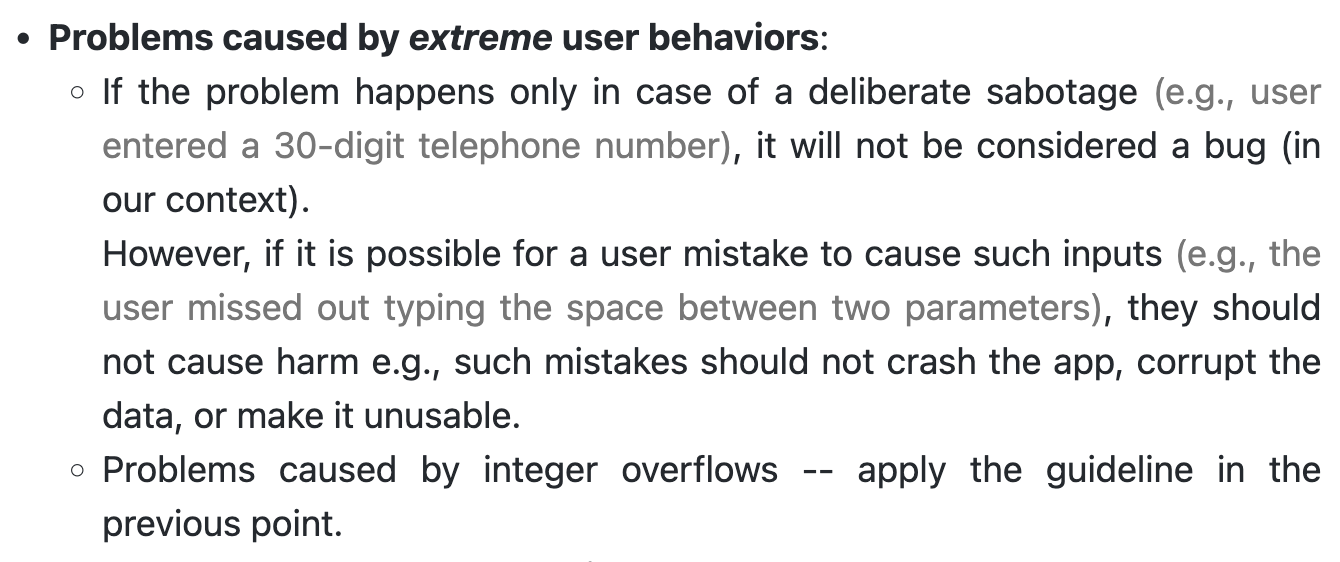 • Problems caused by extreme user behaviors:
○ If the problem happens only in case of a deliberate sabotage (e.g., user
entered a 30-digit telephone number), it will not be considered a bug (in
our context).
However, if it is possible for a user mistake to cause such inputs (e.g., the
user missed out typing the space between two parameters), they should
not cause harm e.g., such mistakes should not crash the app, corrupt the
data, or make it unusable.
○ Problems caused by integer overflows -- apply the guideline in the
previous point.